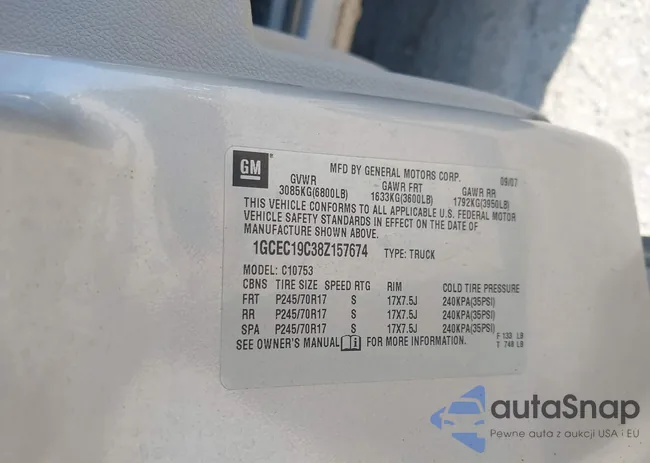 GM
MFD BY GENERAL MOTORS CORP. 09/07
GVWR GAWR FRT GAWR RR
3085KG(6800LB) 1633KG(3600LB) 1792KG(3950LB)
THIS VEHICLE CONFORMS TO ALL APPLICABLE U.S. FEDERAL MOTOR
VEHICLE SAFETY STANDARDS IN EFFECT ON THE DATE OF
MANUFACTURE SHOWN ABOVE.
1GCEC19C38Z157674 TYPE: TRUCK
MODEL: C10753
CBNS TIRE SIZE SPEED RTG RIM COLD TIRE PRESSURE
FRT P245/70R17 S 17X7.5J 240KPA(35PSI)
RR P245/70R17 S 17X7.5J 240KPA(35PSI)
SPA P245/70R17 S 17X7.5J 240KPA(35PSI)
SEE OWNER'S MANUAL FOR MORE INFORMATION.
F 133 LB
T 748 LB
autaSnap
Pewne auta z aukcji USA i EU